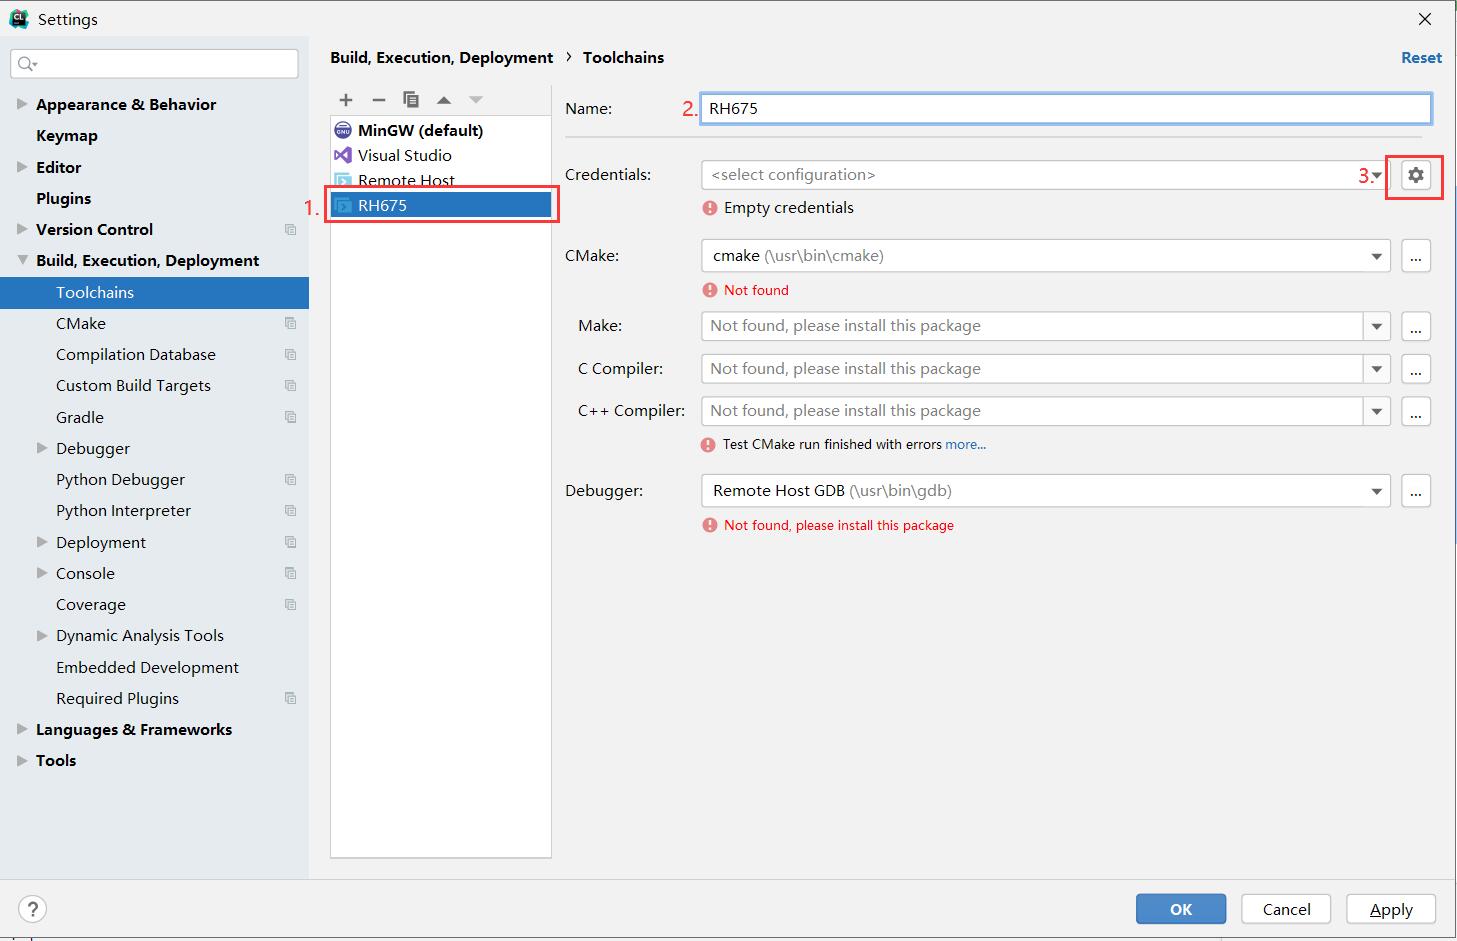 Settings
Build, Execution, Deployment › Toolchains
Reset
Appearance & Behavior
Keymap
Editor
Plugins
Version Control
Build, Execution, Deployment
Toolchains
CMake
Compilation Database
Custom Build Targets
Gradle
Debugger
Python Debugger
Python Interpreter
Deployment
Console
Coverage
Dynamic Analysis Tools
Embedded Development
Required Plugins
Languages & Frameworks
Tools
MinGW (default)
Visual Studio
Remote Host
1. RH675
Name: 2. RH675
Credentials: <select configuration> 3.
Empty credentials
CMake: cmake (\usr\bin\cmake) ...
Not found
Make: Not found, please install this package ...
C Compiler: Not found, please install this package ...
C++ Compiler: Not found, please install this package ...
Test CMake run finished with errors more...
Debugger: Remote Host GDB (\usr\bin\gdb) ...
Not found, please install this package
? OK Cancel Apply